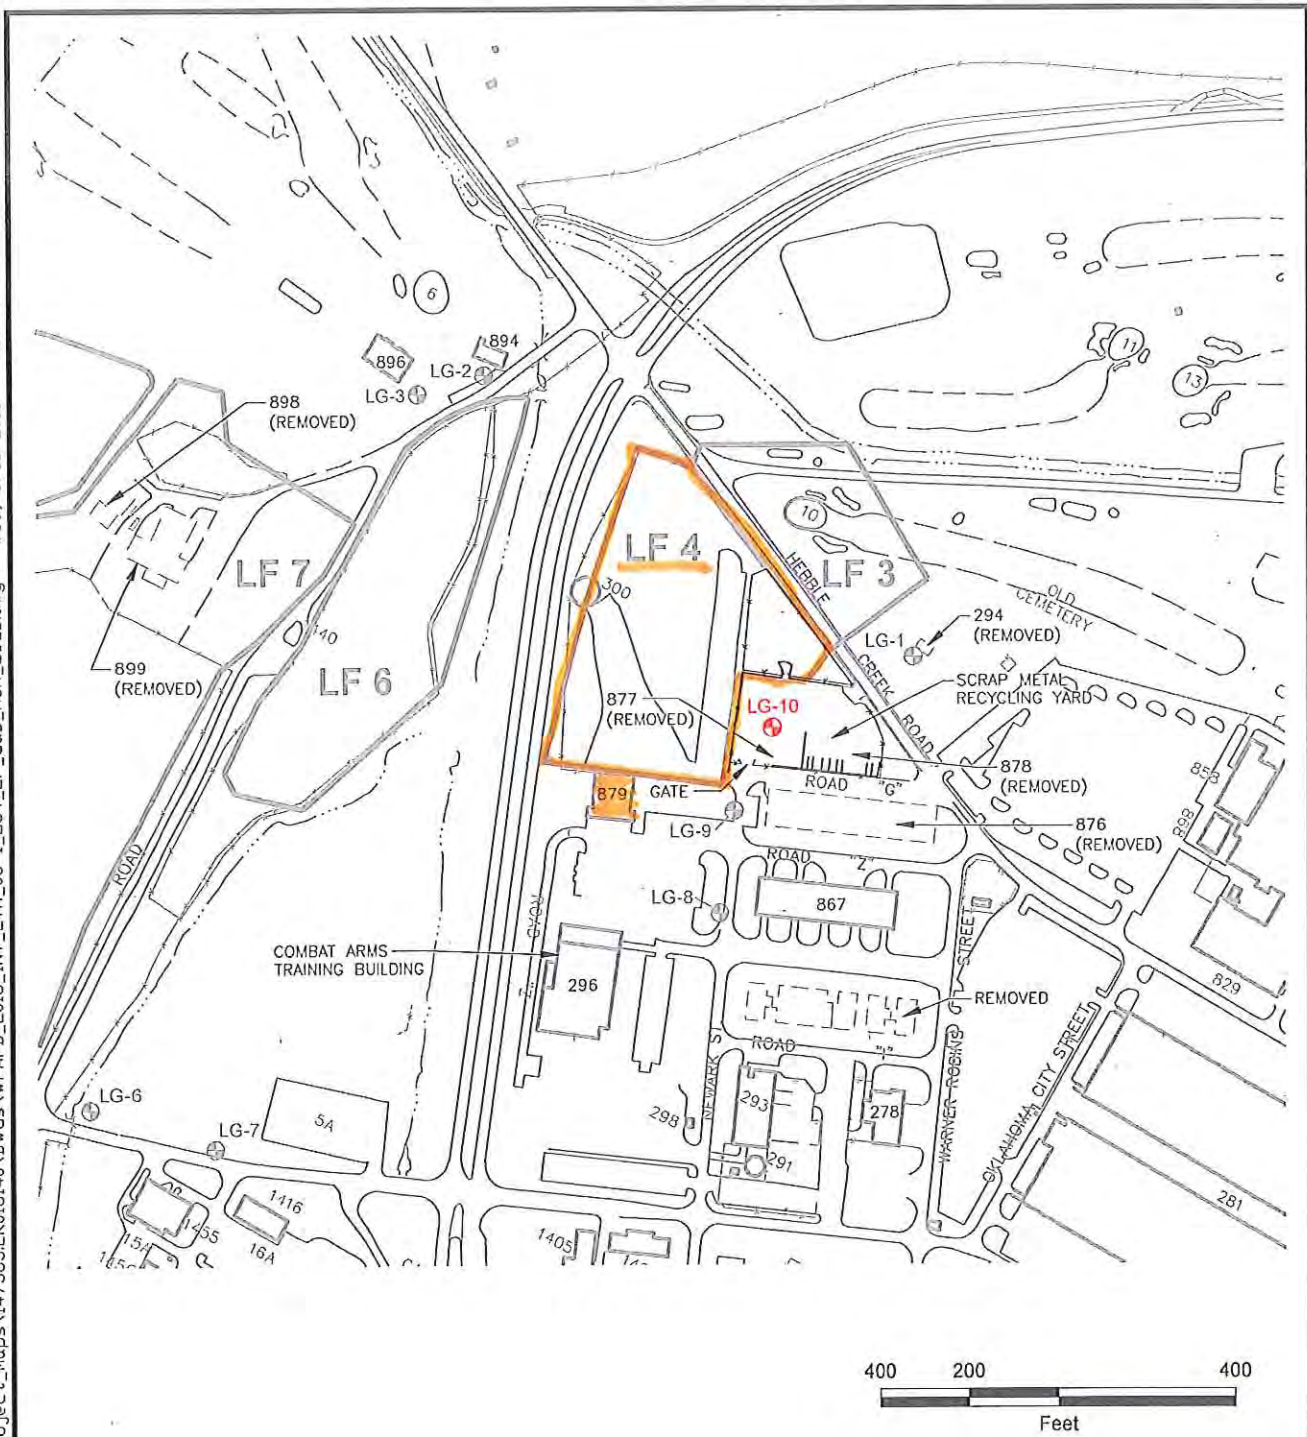 6
894
896
LG-2
LG-3
11
13
898
(REMOVED)
10
LF 4
LF 7
LF 3
HEBBLE
CREEK
ROAD
300
OLD
CEMETERY
294
(REMOVED)
LG-1
140
899
(REMOVED)
LF 6
SCRAP METAL
RECYCLING YARD
877
(REMOVED)
LG-10
878
(REMOVED)
ROAD "G"
858
879
GATE
LG-9
876
(REMOVED)
898
ROAD
ROAD "Z"
LG-8
867
ROAD
STREET
COMBAT ARMS
TRAINING BUILDING
296
829
REMOVED
ROAD
NEWARK S
WARNER ROBINS
OKLAHOMA CITY STREET
LG-6
5A
298
293
278
LG-7
291
281
1416
1455
15A
16A
1405
400 200 400
Feet